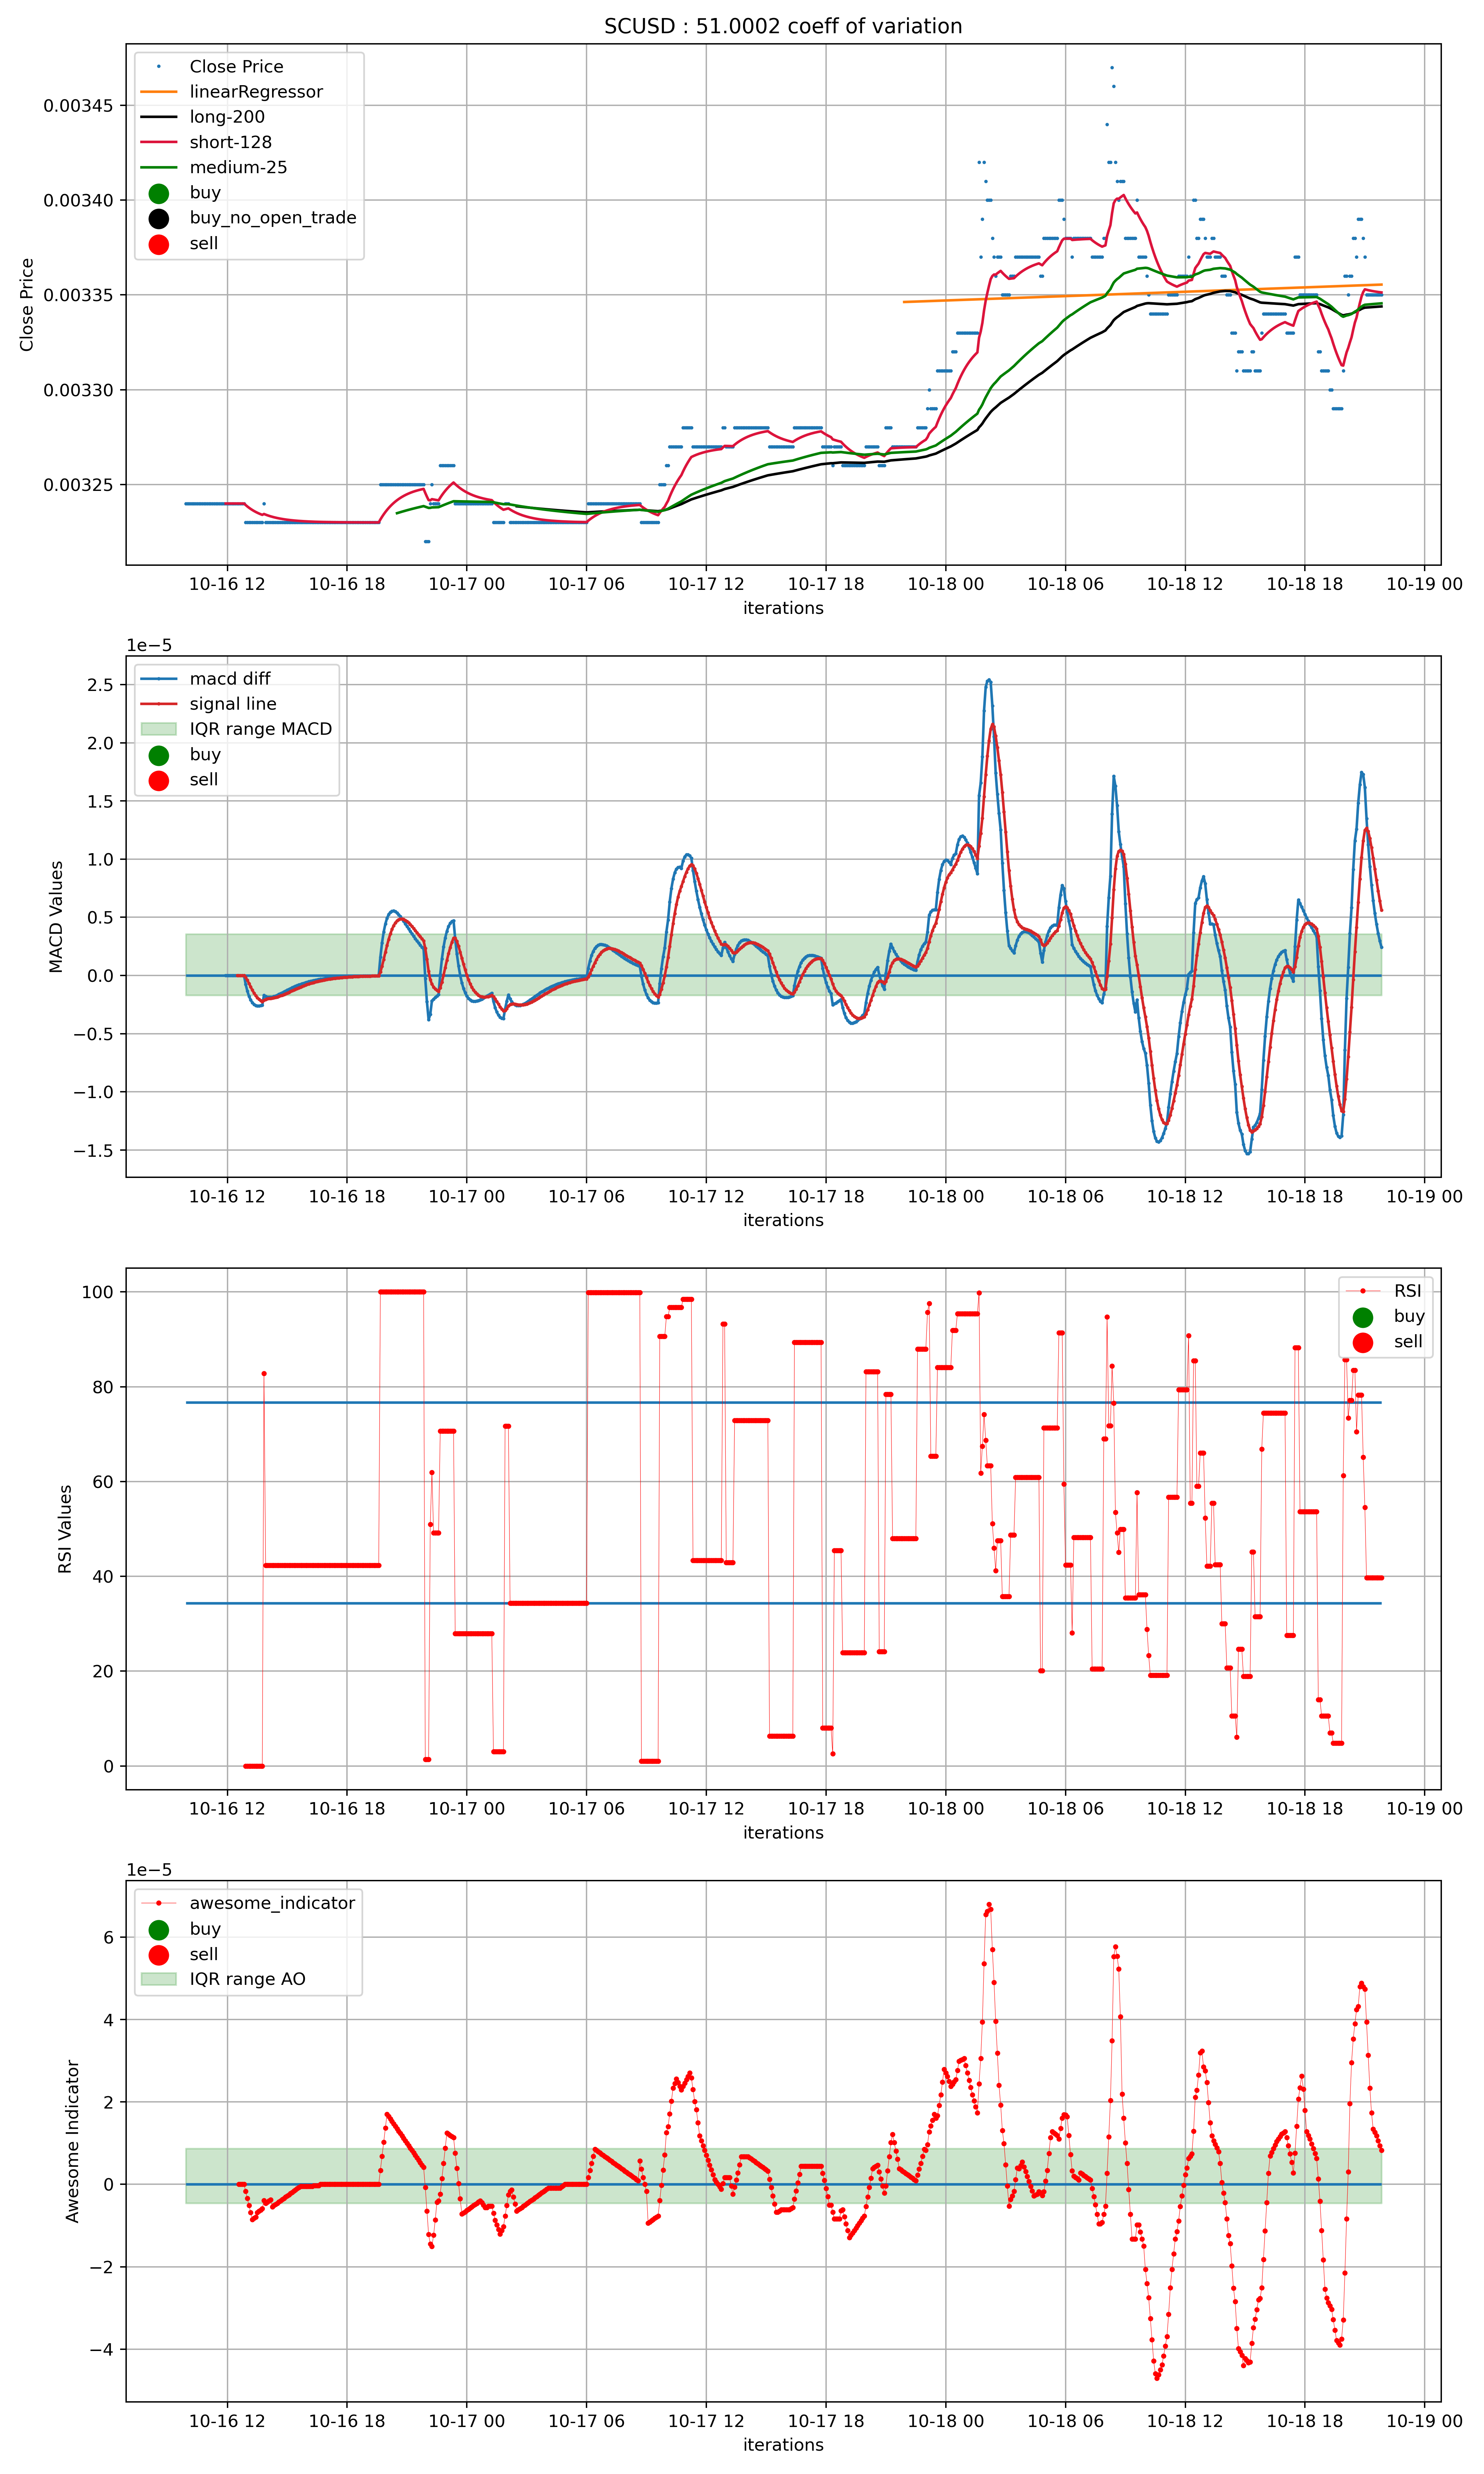 SCUSD : 51.0002 coeff of variation
Close Price
linearRegressor
long-200
short-128
medium-25
buy
buy_no_open_trade
sell
0.00345
0.00340
0.00335
0.00330
0.00325
Close Price
10-16 12 10-16 18 10-17 00 10-17 06 10-17 12 10-17 18 10-18 00 10-18 06 10-18 12 10-18 18 10-19 00
iterations
1e−5
macd diff
signal line
IQR range MACD
buy
sell
2.5
2.0
1.5
1.0
0.5
0.0
−0.5
−1.0
−1.5
MACD Values
10-16 12 10-16 18 10-17 00 10-17 06 10-17 12 10-17 18 10-18 00 10-18 06 10-18 12 10-18 18 10-19 00
iterations
RSI
buy
sell
100
80
60
40
20
0
RSI Values
10-16 12 10-16 18 10-17 00 10-17 06 10-17 12 10-17 18 10-18 00 10-18 06 10-18 12 10-18 18 10-19 00
iterations
1e−5
awesome_indicator
buy
sell
IQR range AO
6
4
2
0
−2
−4
Awesome Indicator
10-16 12 10-16 18 10-17 00 10-17 06 10-17 12 10-17 18 10-18 00 10-18 06 10-18 12 10-18 18 10-19 00
iterations